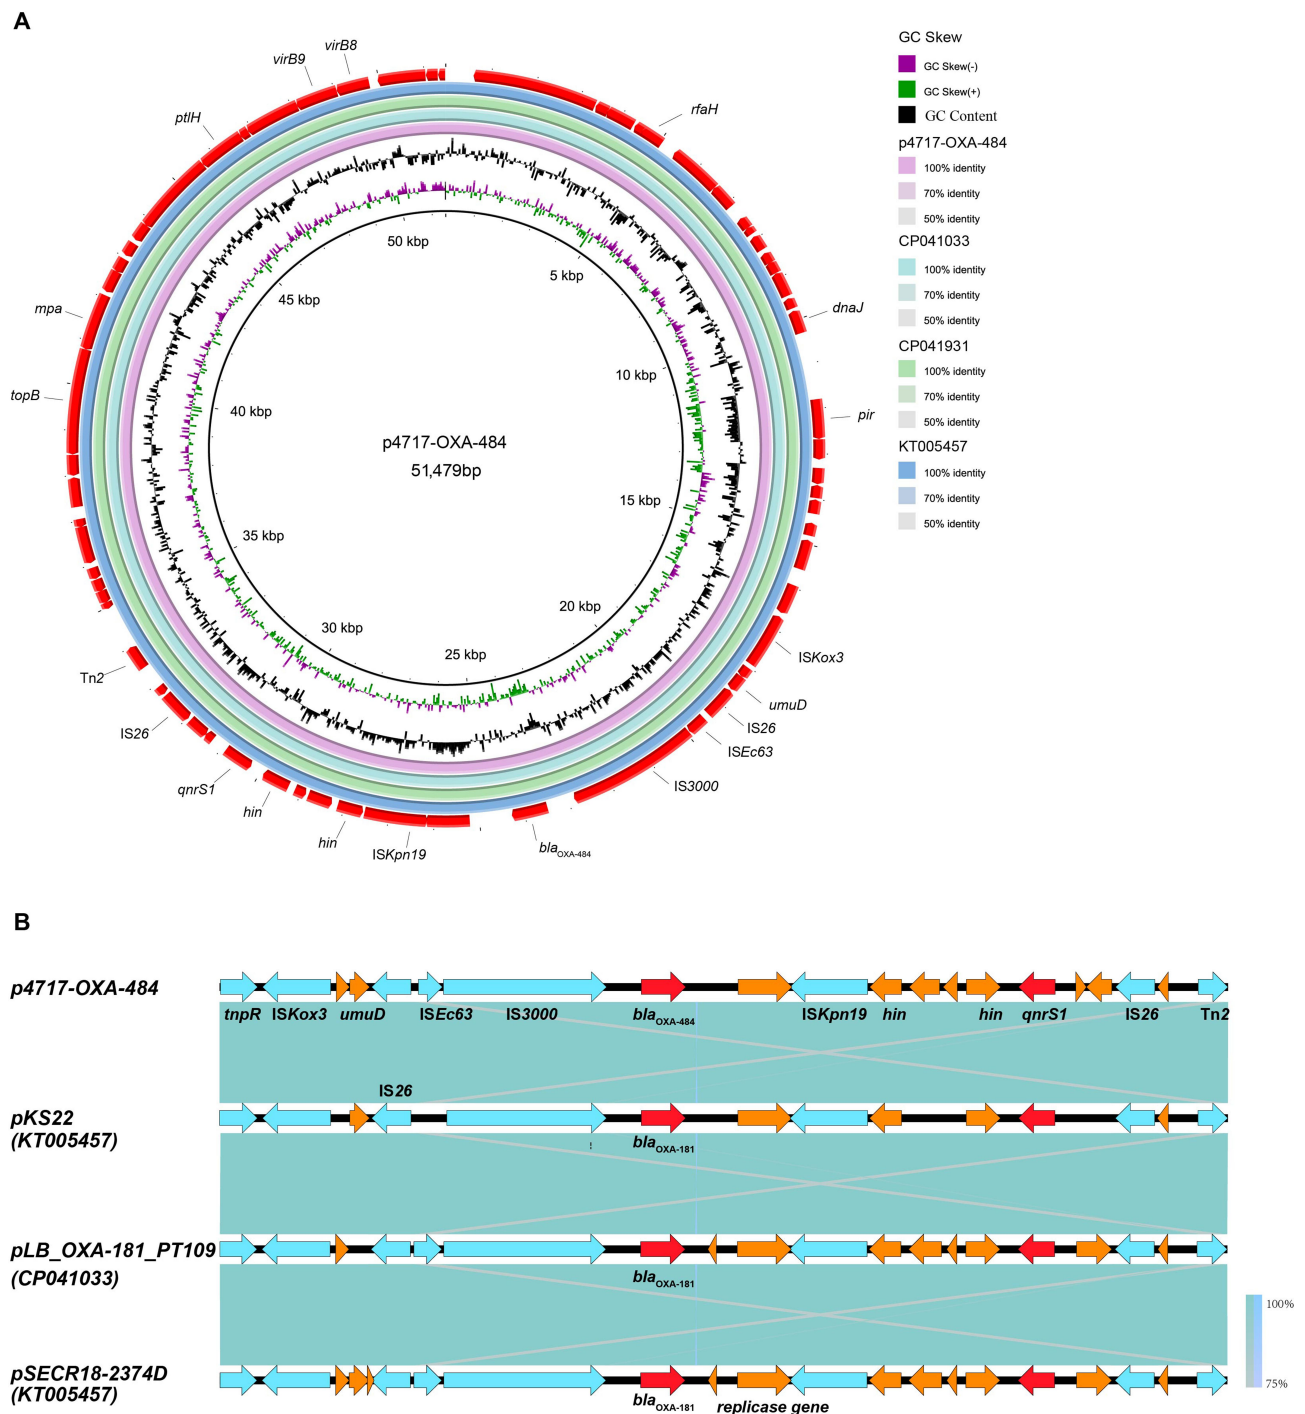 A
virB8
virB9
ptlH
mpa
topB
Tn2
IS26
qnrS1
hin
hin
ISKpn19
blaOXA-484
IS3000
ISEc63
IS26
umuD
ISKox3
pir
dnaJ
rfaH
50 kbp
5 kbp
10 kbp
15 kbp
20 kbp
25 kbp
30 kbp
35 kbp
40 kbp
45 kbp
p4717-OXA-484
51,479bp
GC Skew
GC Skew(-)
GC Skew(+)
GC Content
p4717-OXA-484
100% identity
70% identity
50% identity
CP041033
100% identity
70% identity
50% identity
CP041931
100% identity
70% identity
50% identity
KT005457
100% identity
70% identity
50% identity
B
p4717-OXA-484
tnpR ISKox3 umuD ISEc63 IS3000 blaOXA-484 ISKpn19 hin hin qnrS1 IS26 Tn2
IS26
pKS22
(KT005457)
blaOXA-181
pLB_OXA-181_PT109
(CP041033)
blaOXA-181
pSECR18-2374D
(KT005457)
blaOXA-181 replicase gene
100%
75%